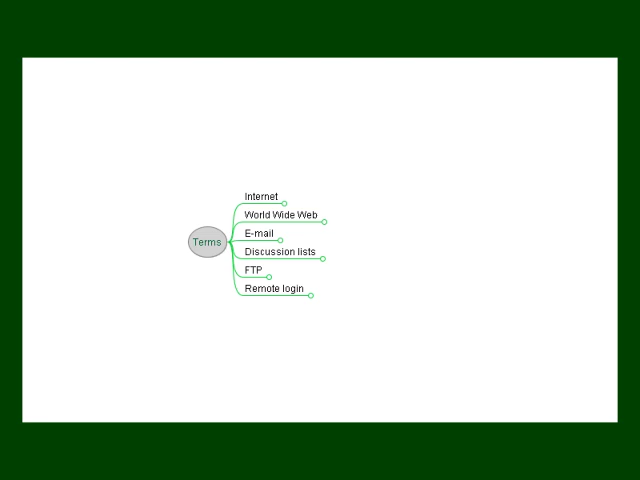 Terms
Internet
World Wide Web
E-mail
Discussion lists
FTP
Remote login